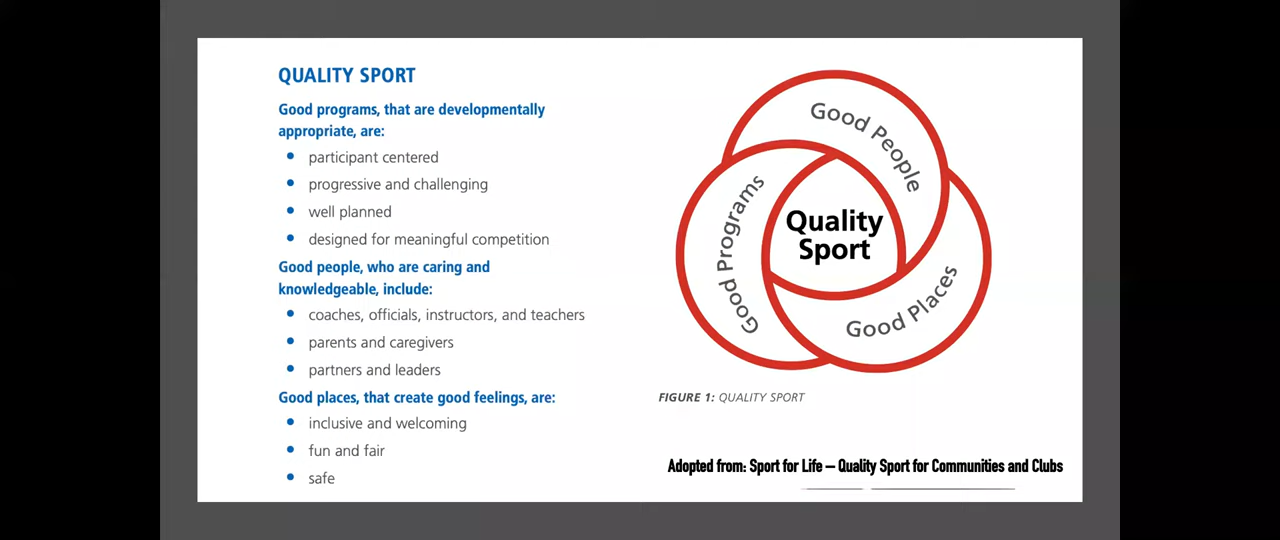 QUALITY SPORT
Good programs, that are developmentally
appropriate, are:
• participant centered
• progressive and challenging
• well planned
• designed for meaningful competition
Good people, who are caring and
knowledgeable, include:
• coaches, officials, instructors, and teachers
• parents and caregivers
• partners and leaders
Good places, that create good feelings, are:
• inclusive and welcoming
• fun and fair
• safe
Good People
Good Programs
Quality
Sport
Good Places
FIGURE 1: QUALITY SPORT
Adopted from: Sport for Life – Quality Sport for Communities and Clubs